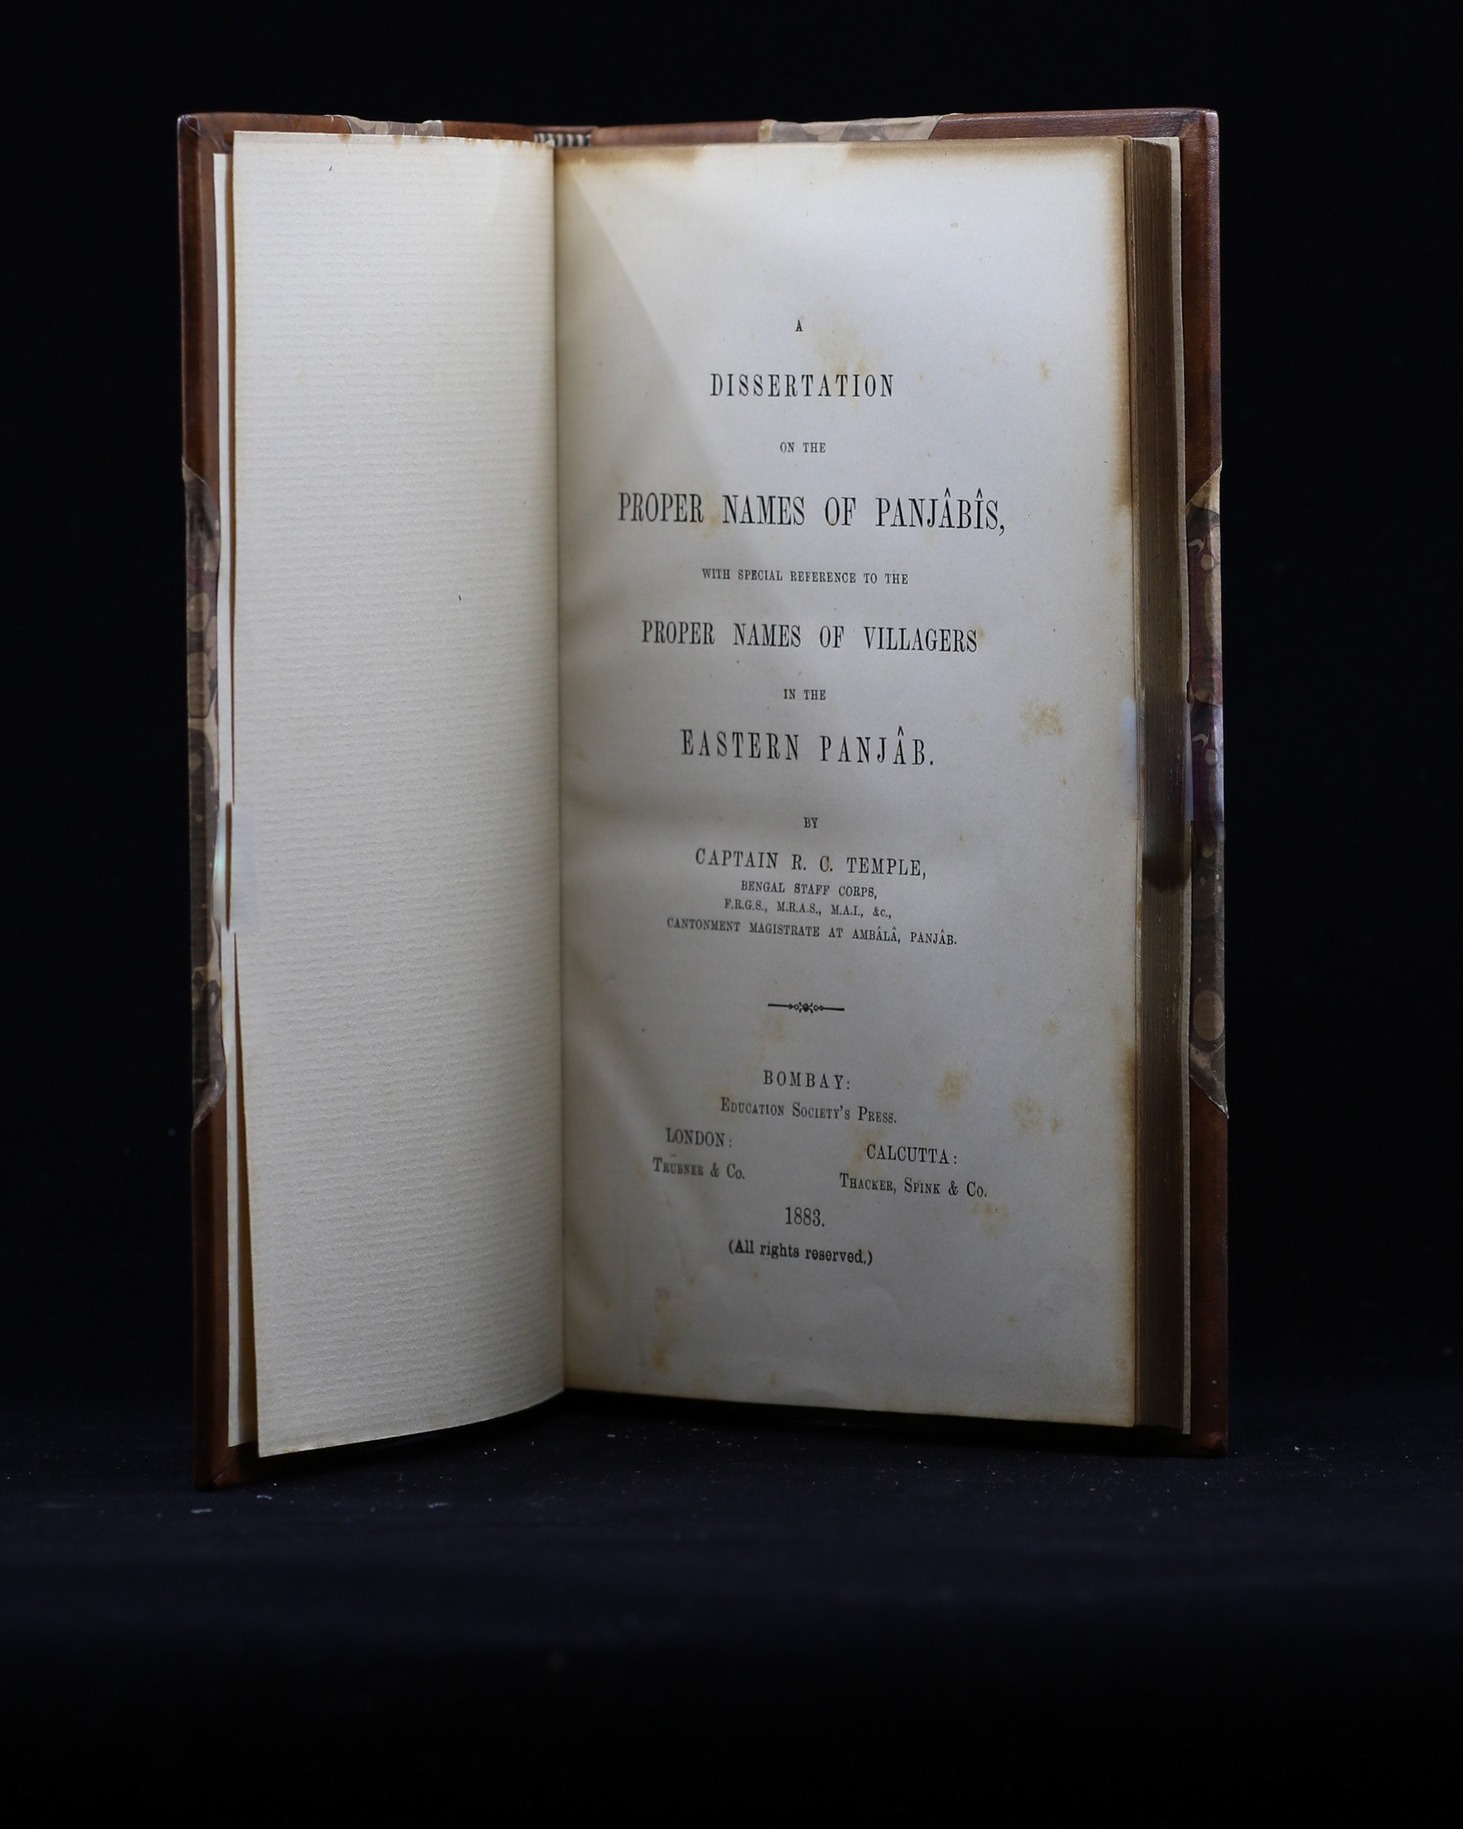 A
DISSERTATION
ON THE
PROPER NAMES OF PANJÂBÎS,
WITH SPECIAL REFERENCE TO THE
PROPER NAMES OF VILLAGERS
IN THE
EASTERN PANJÂB.
BY
CAPTAIN R. C. TEMPLE,
BENGAL STAFF CORPS,
F.R.G.S., M.R.A.S., M.A.I., &c.,
CANTONMENT MAGISTRATE AT AMBÂLÂ, PANJÂB.
BOMBAY:
EDUCATION SOCIETY'S PRESS.
LONDON:
TRÜBNER & CO.
CALCUTTA:
THACKER, SPINK & CO.
1883.
(All rights reserved.)